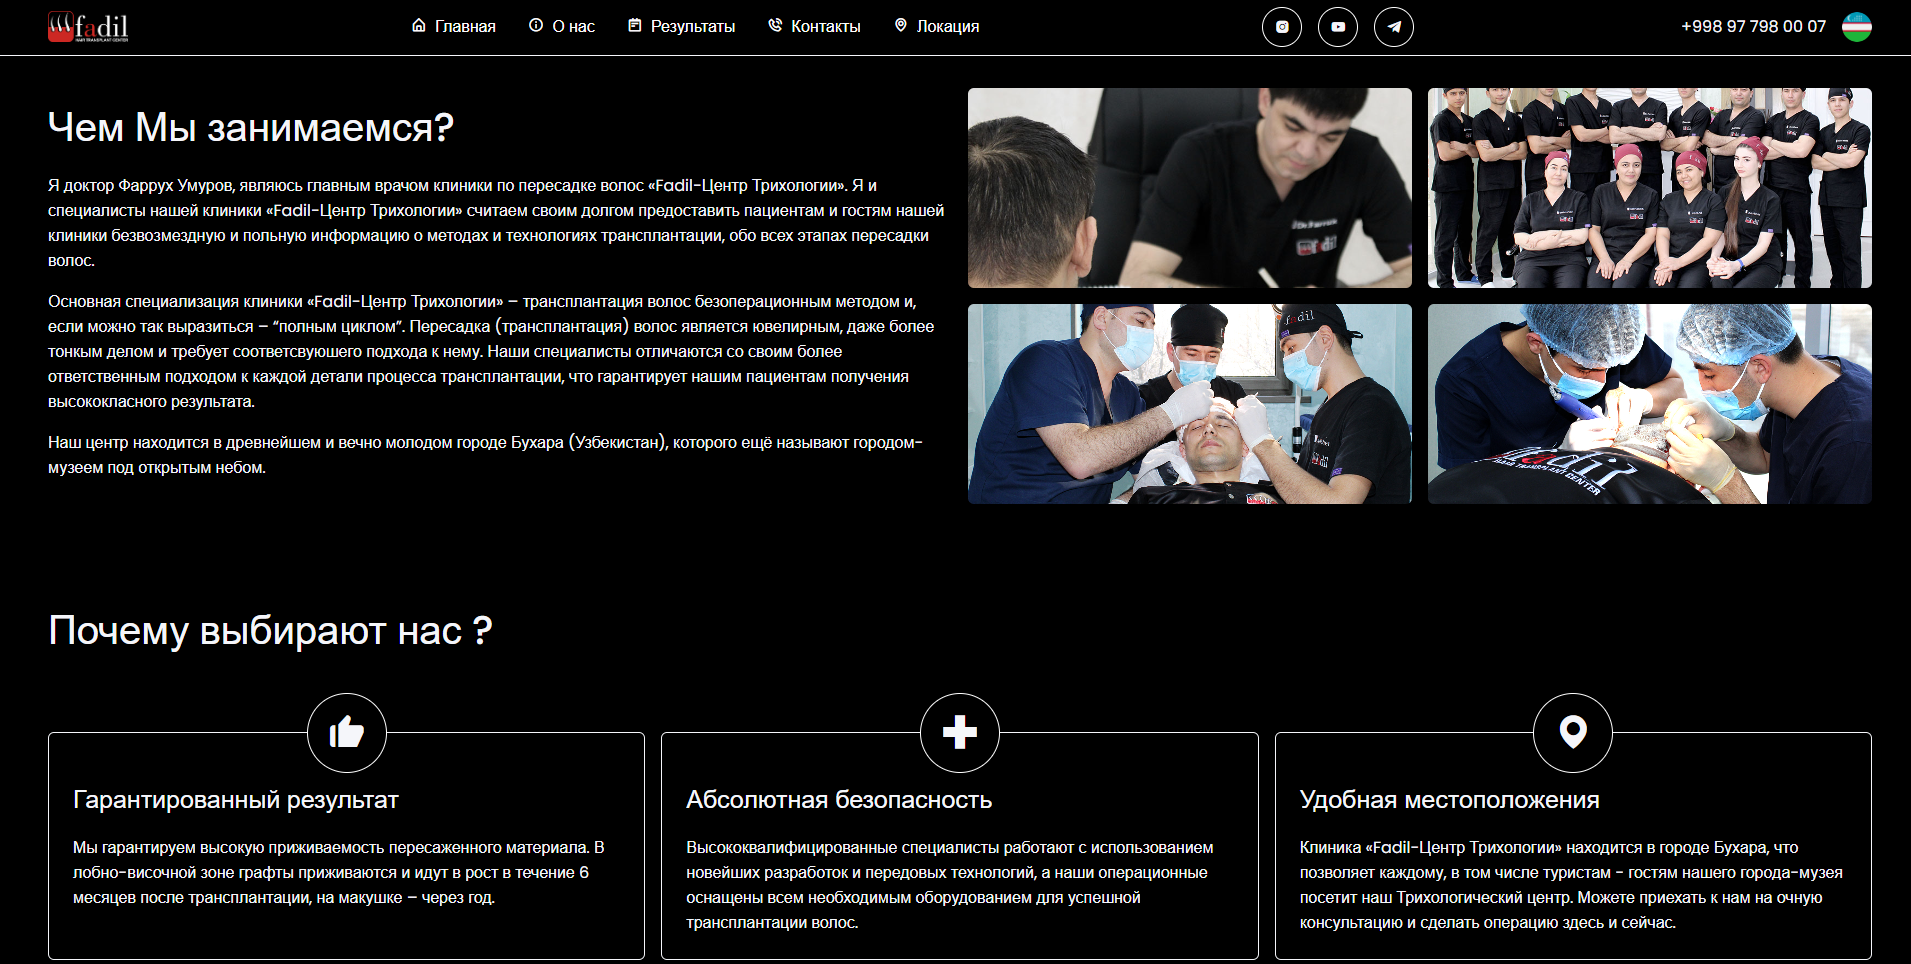 fadil
HAIR TRANSPLANT CENTER
Главная
О нас
Результаты
Контакты
Локация
+998 97 798 00 07
Чем Мы занимаемся?
Я доктор Фаррух Умуров, являюсь главным врачом клиники по пересадке волос «Fadil-Центр Трихологии». Я и
специалисты нашей клиники «Fadil-Центр Трихологии» считаем своим долгом предоставить пациентам и гостям нашей
клиники безвозмездную и польную информацию о методах и технологиях трансплантации, обо всех этапах пересадки
волос.
Основная специализация клиники «Fadil-Центр Трихологии» – трансплантация волос безоперационным методом и,
если можно так выразиться – “полным циклом”. Пересадка (трансплантация) волос является ювелирным, даже более
тонким делом и требует соответсвуюшего подхода к нему. Наши специалисты отличаются со своим более
ответственным подходом к каждой детали процесса трансплантации, что гарантирует нашим пациентам получения
высококласного результата.
Наш центр находится в древнейшем и вечно молодом городе Бухара (Узбекистан), которого ещё называют городом-
музеем под открытым небом.
fadil
fadil
fadil
HAIR TRANSPLANT CENTER
Почему выбирают нас ?
Гарантированный результат
Мы гарантируем высокую приживаемость пересаженного материала. В
лобно-височной зоне графты приживаются и идут в рост в течение 6
месяцев после трансплантации, на макушке – через год.
Абсолютная безопасность
Высококвалифицированные специалисты работают с использованием
новейших разработок и передовых технологий, а наши операционные
оснащены всем необходимым оборудованием для успешной
трансплантации волос.
Удобная местоположения
Клиника «Fadil-Центр Трихологии» находится в городе Бухара, что
позволяет каждому, в том числе туристам - гостям нашего города-музея
посетит наш Трихологический центр. Можете приехать к нам на очную
консультацию и сделать операцию здесь и сейчас.